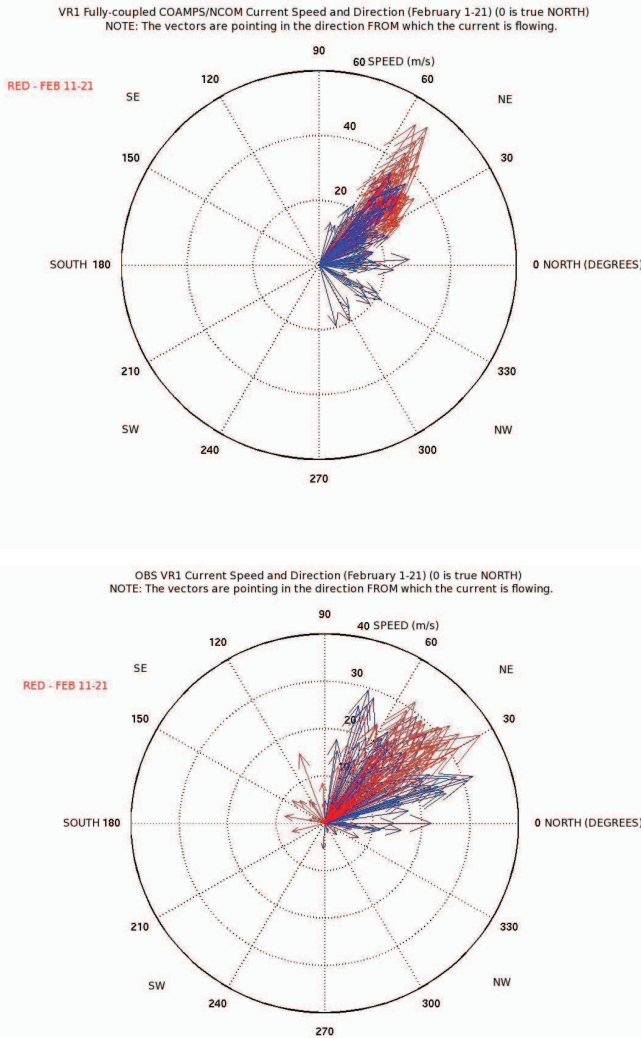 VR1 Fully-coupled COAMPS/NCOM Current Speed and Direction (February 1-21) (0 is true NORTH)
NOTE: The vectors are pointing in the direction FROM which the current is flowing.
90
60 SPEED (m/s)
120
60
RED - FEB 11-21
SE
NE
40
150
30
20
SOUTH 180
0 NORTH (DEGREES)
210
330
SW
NW
240
300
270
OBS VR1 Current Speed and Direction (February 1-21) (0 is true NORTH)
NOTE: The vectors are pointing in the direction FROM which the current is flowing.
90
40 SPEED (m/s)
120
60
SE
NE
30
RED - FEB 11-21
150
30
20
10
SOUTH 180
0 NORTH (DEGREES)
210
330
SW
NW
240
300
270